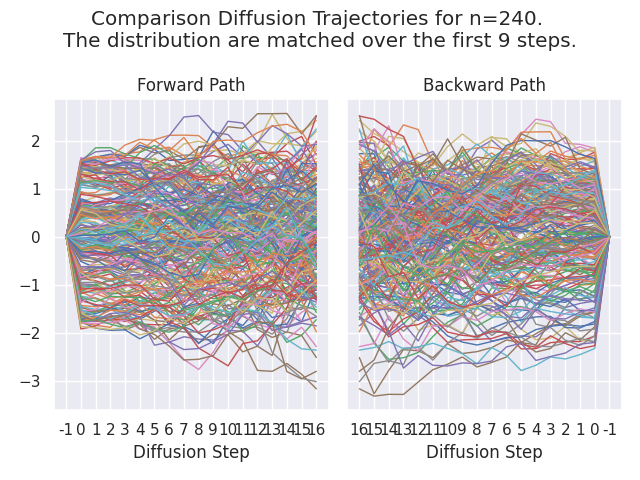 Comparison Diffusion Trajectories for n=240.
The distribution are matched over the first 9 steps.
Forward Path
Backward Path
2
1
0
−1
−2
−3
-1 0 1 2 3 4 5 6 7 8 9 10 11 12 13 14 15 16
16 15 14 13 12 11 10 9 8 7 6 5 4 3 2 1 0 -1
Diffusion Step
Diffusion Step